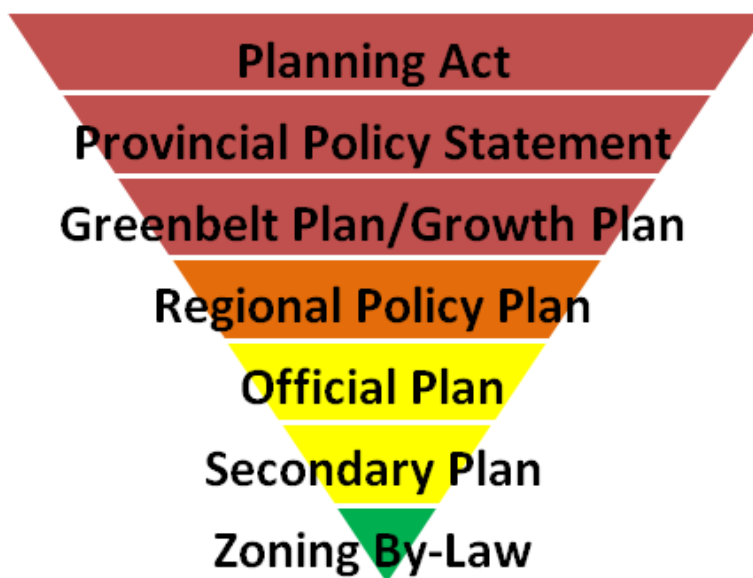 Planning Act
Provincial Policy Statement
Greenbelt Plan/Growth Plan
Regional Policy Plan
Official Plan
Secondary Plan
Zoning By-Law